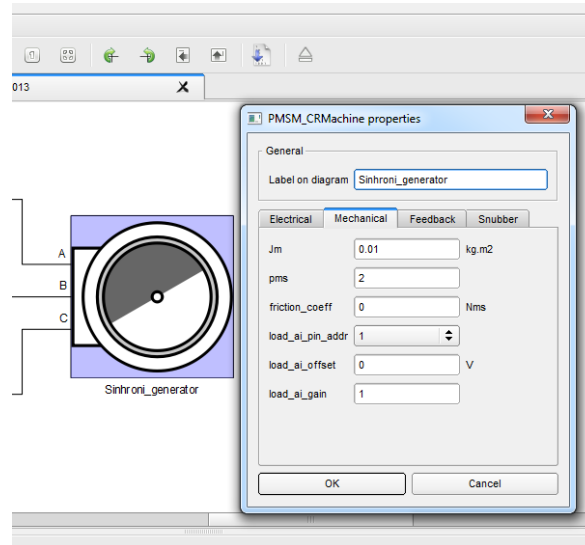 013
PMSM_CRMachine properties
General
Label on diagram Sinhroni_generator
Electrical Mechanical Feedback Snubber
Jm 0.01 kg.m2
pms 2
friction_coeff 0 Nms
load_ai_pin_addr 1
load_ai_offset 0 V
load_ai_gain 1
OK Cancel
A
B
C
Sinhroni_generator